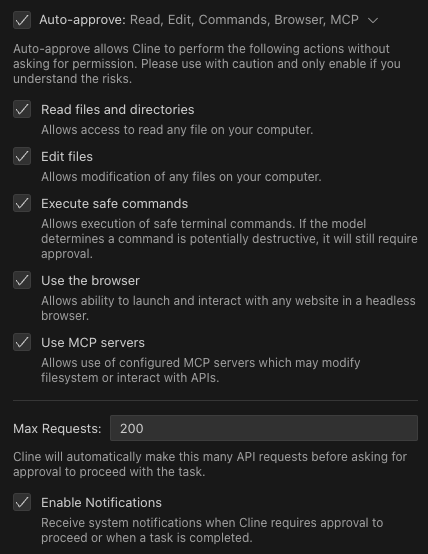 Auto-approve: Read, Edit, Commands, Browser, MCP
Auto-approve allows Cline to perform the following actions without
asking for permission. Please use with caution and only enable if you
understand the risks.
Read files and directories
Allows access to read any file on your computer.
Edit files
Allows modification of any files on your computer.
Execute safe commands
Allows execution of safe terminal commands. If the model
determines a command is potentially destructive, it will still require
approval.
Use the browser
Allows ability to launch and interact with any website in a headless
browser.
Use MCP servers
Allows use of configured MCP servers which may modify
filesystem or interact with APIs.
Max Requests: 200
Cline will automatically make this many API requests before asking for
approval to proceed with the task.
Enable Notifications
Receive system notifications when Cline requires approval to
proceed or when a task is completed.